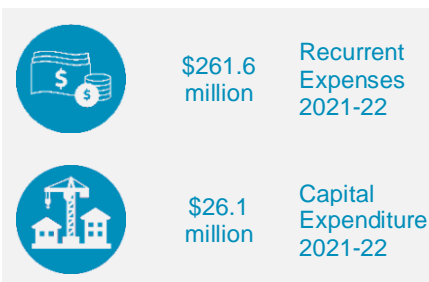 $
$
$261.6
million
Recurrent
Expenses
2021-22
$26.1
million
Capital
Expenditure
2021-22